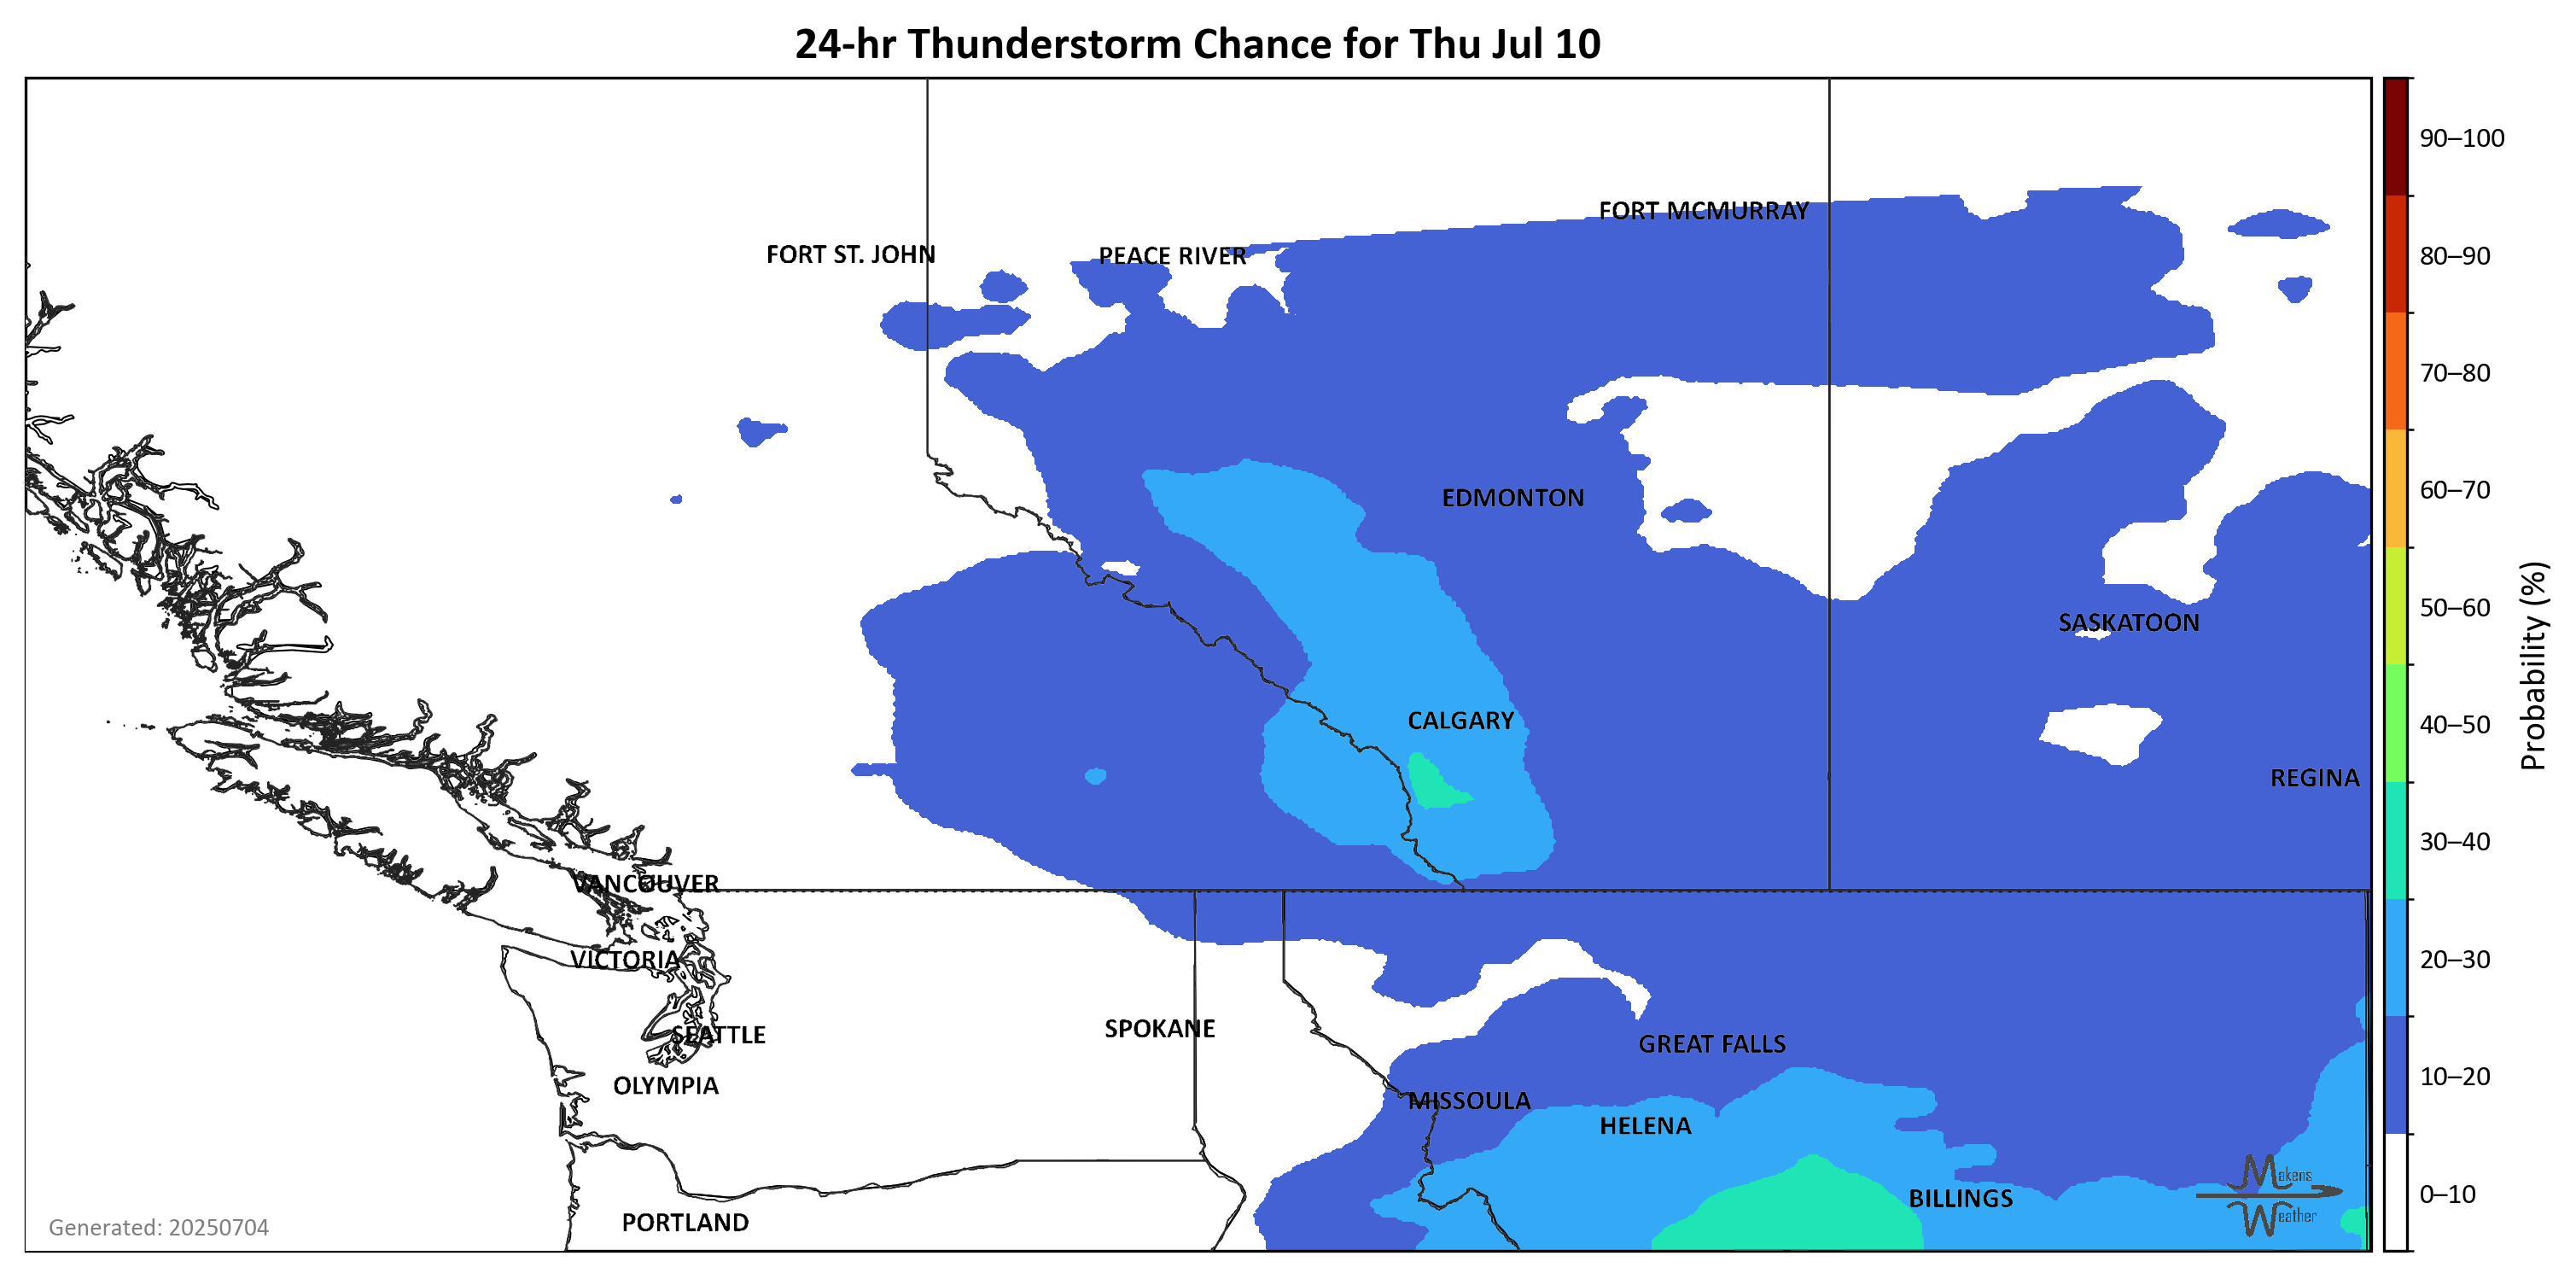 24-hr Thunderstorm Chance for Thu Jul 10
90–100
FORT MCMURRAY
FORT ST. JOHN
PEACE RIVER
80–90
70–80
60–70
EDMONTON
50–60
SASKATOON
Probability (%)
CALGARY
40–50
REGINA
30–40
VANCOUVER
VICTORIA
20–30
SPOKANE
SEATTLE
GREAT FALLS
OLYMPIA
10–20
MISSOULA
HELENA
Makens
Weather
BILLINGS
0–10
PORTLAND
Generated: 20250704